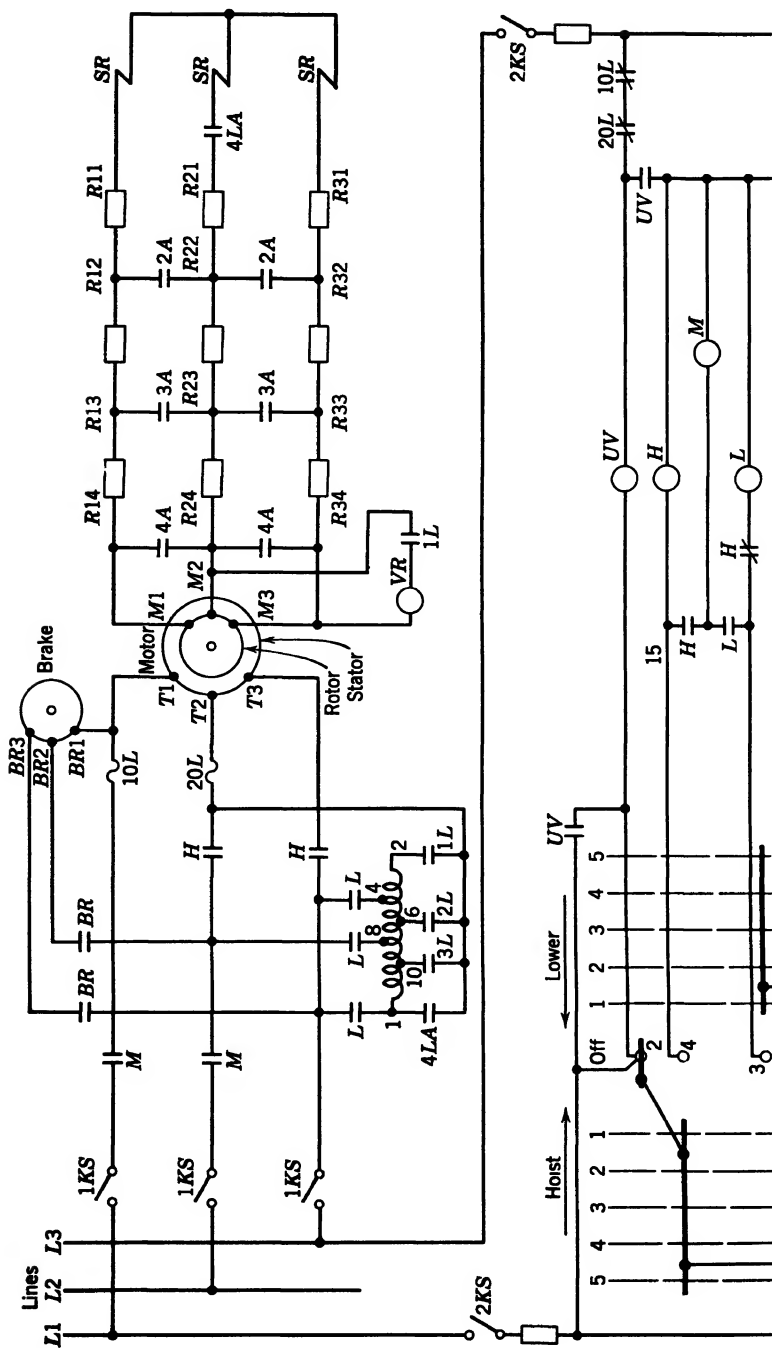 Lines
L1 L2 L3
BR3
BR2
BR1
Brake
1KS
M
BR
10L
T1
Motor
M1
R14
R13
R12
R11
SR
1KS
M
BR
H
20L
T2
M2
4A
3A
2A
R24
R23
R22
R21
4LA
SR
1KS
L
8
L
4
L
H
T3
M3
4A
3A
2A
R34
R33
R32
R31
SR
1
10
6
2
4LA
3L
2L
1L
Rotor
Stator
VR
1L
2KS
2KS
Hoist
Lower
5 4 3 2 1
Off
1 2 3 4 5
UV
UV
20L
10L
2
UV
4
15
H
H
M
L
3
H
L